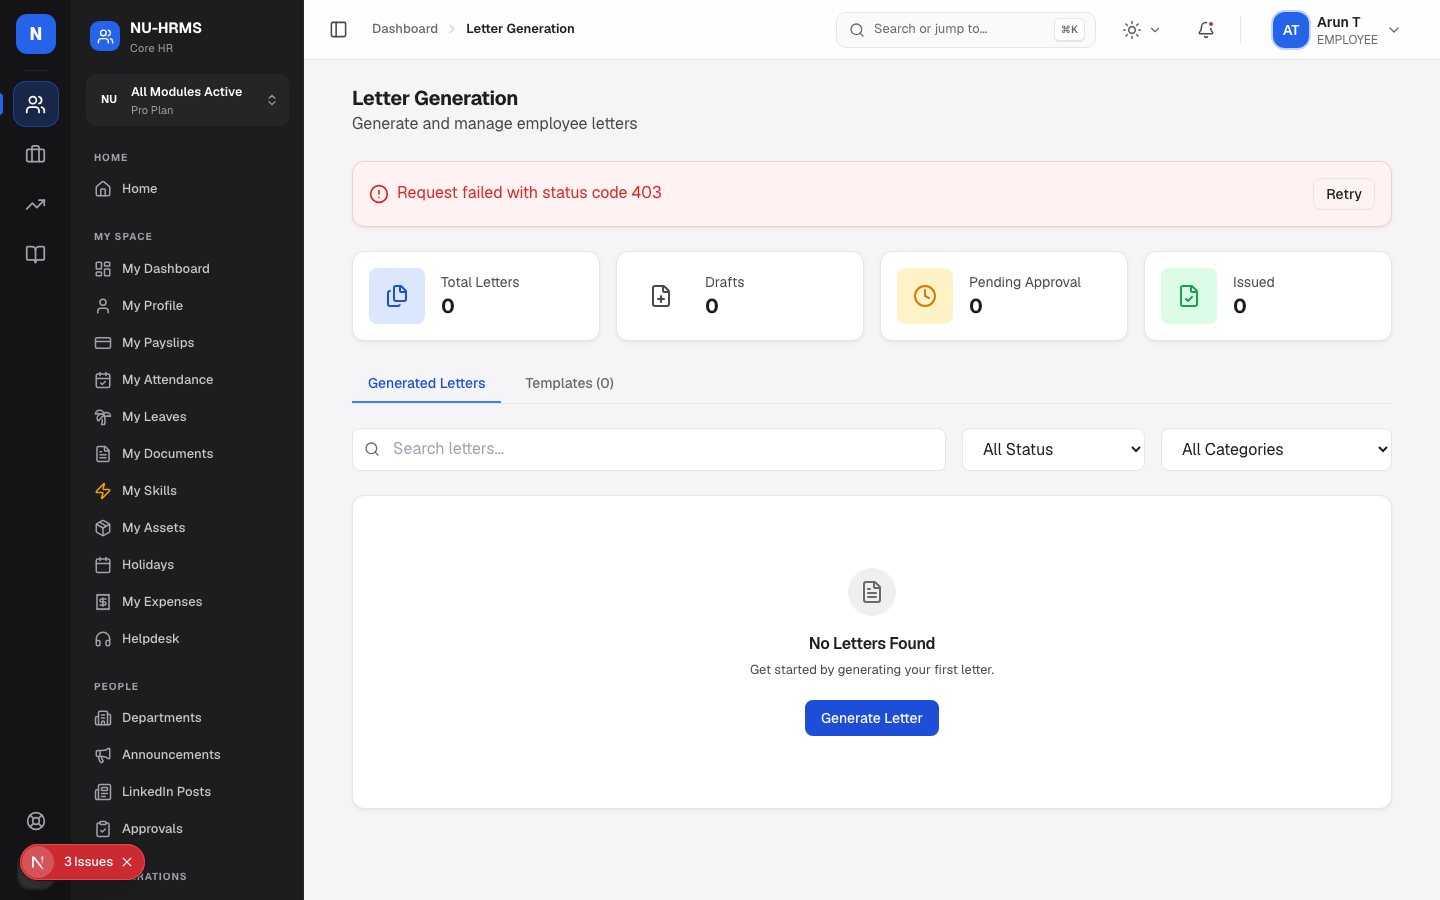 N
NU-HRMS
Core HR
NU
All Modules Active
Pro Plan
HOME
Home
MY SPACE
My Dashboard
My Profile
My Payslips
My Attendance
My Leaves
My Documents
My Skills
My Assets
Holidays
My Expenses
Helpdesk
PEOPLE
Departments
Announcements
LinkedIn Posts
Approvals
N 3 Issues
Dashboard > Letter Generation
Search or jump to...
⌘K
AT
Arun T
EMPLOYEE
Letter Generation
Generate and manage employee letters
Request failed with status code 403
Retry
Total Letters
0
Drafts
0
Pending Approval
0
Issued
0
Generated Letters
Templates (0)
Search letters...
All Status
All Categories
No Letters Found
Get started by generating your first letter.
Generate Letter